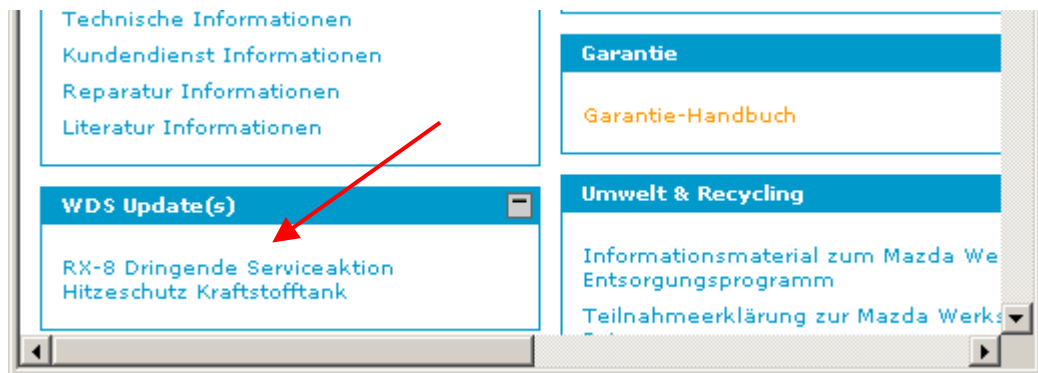 Technische Informationen
Kundendienst Informationen
Reparatur Informationen
Literatur Informationen
WDS Update(s)
RX-8 Dringende Serviceaktion
Hitzeschutz Kraftstofftank
Garantie
Garantie-Handbuch
Umwelt & Recycling
Informationsmaterial zum Mazda We
Entsorgungsprogramm
Teilnahmeerklärung zur Mazda Werks